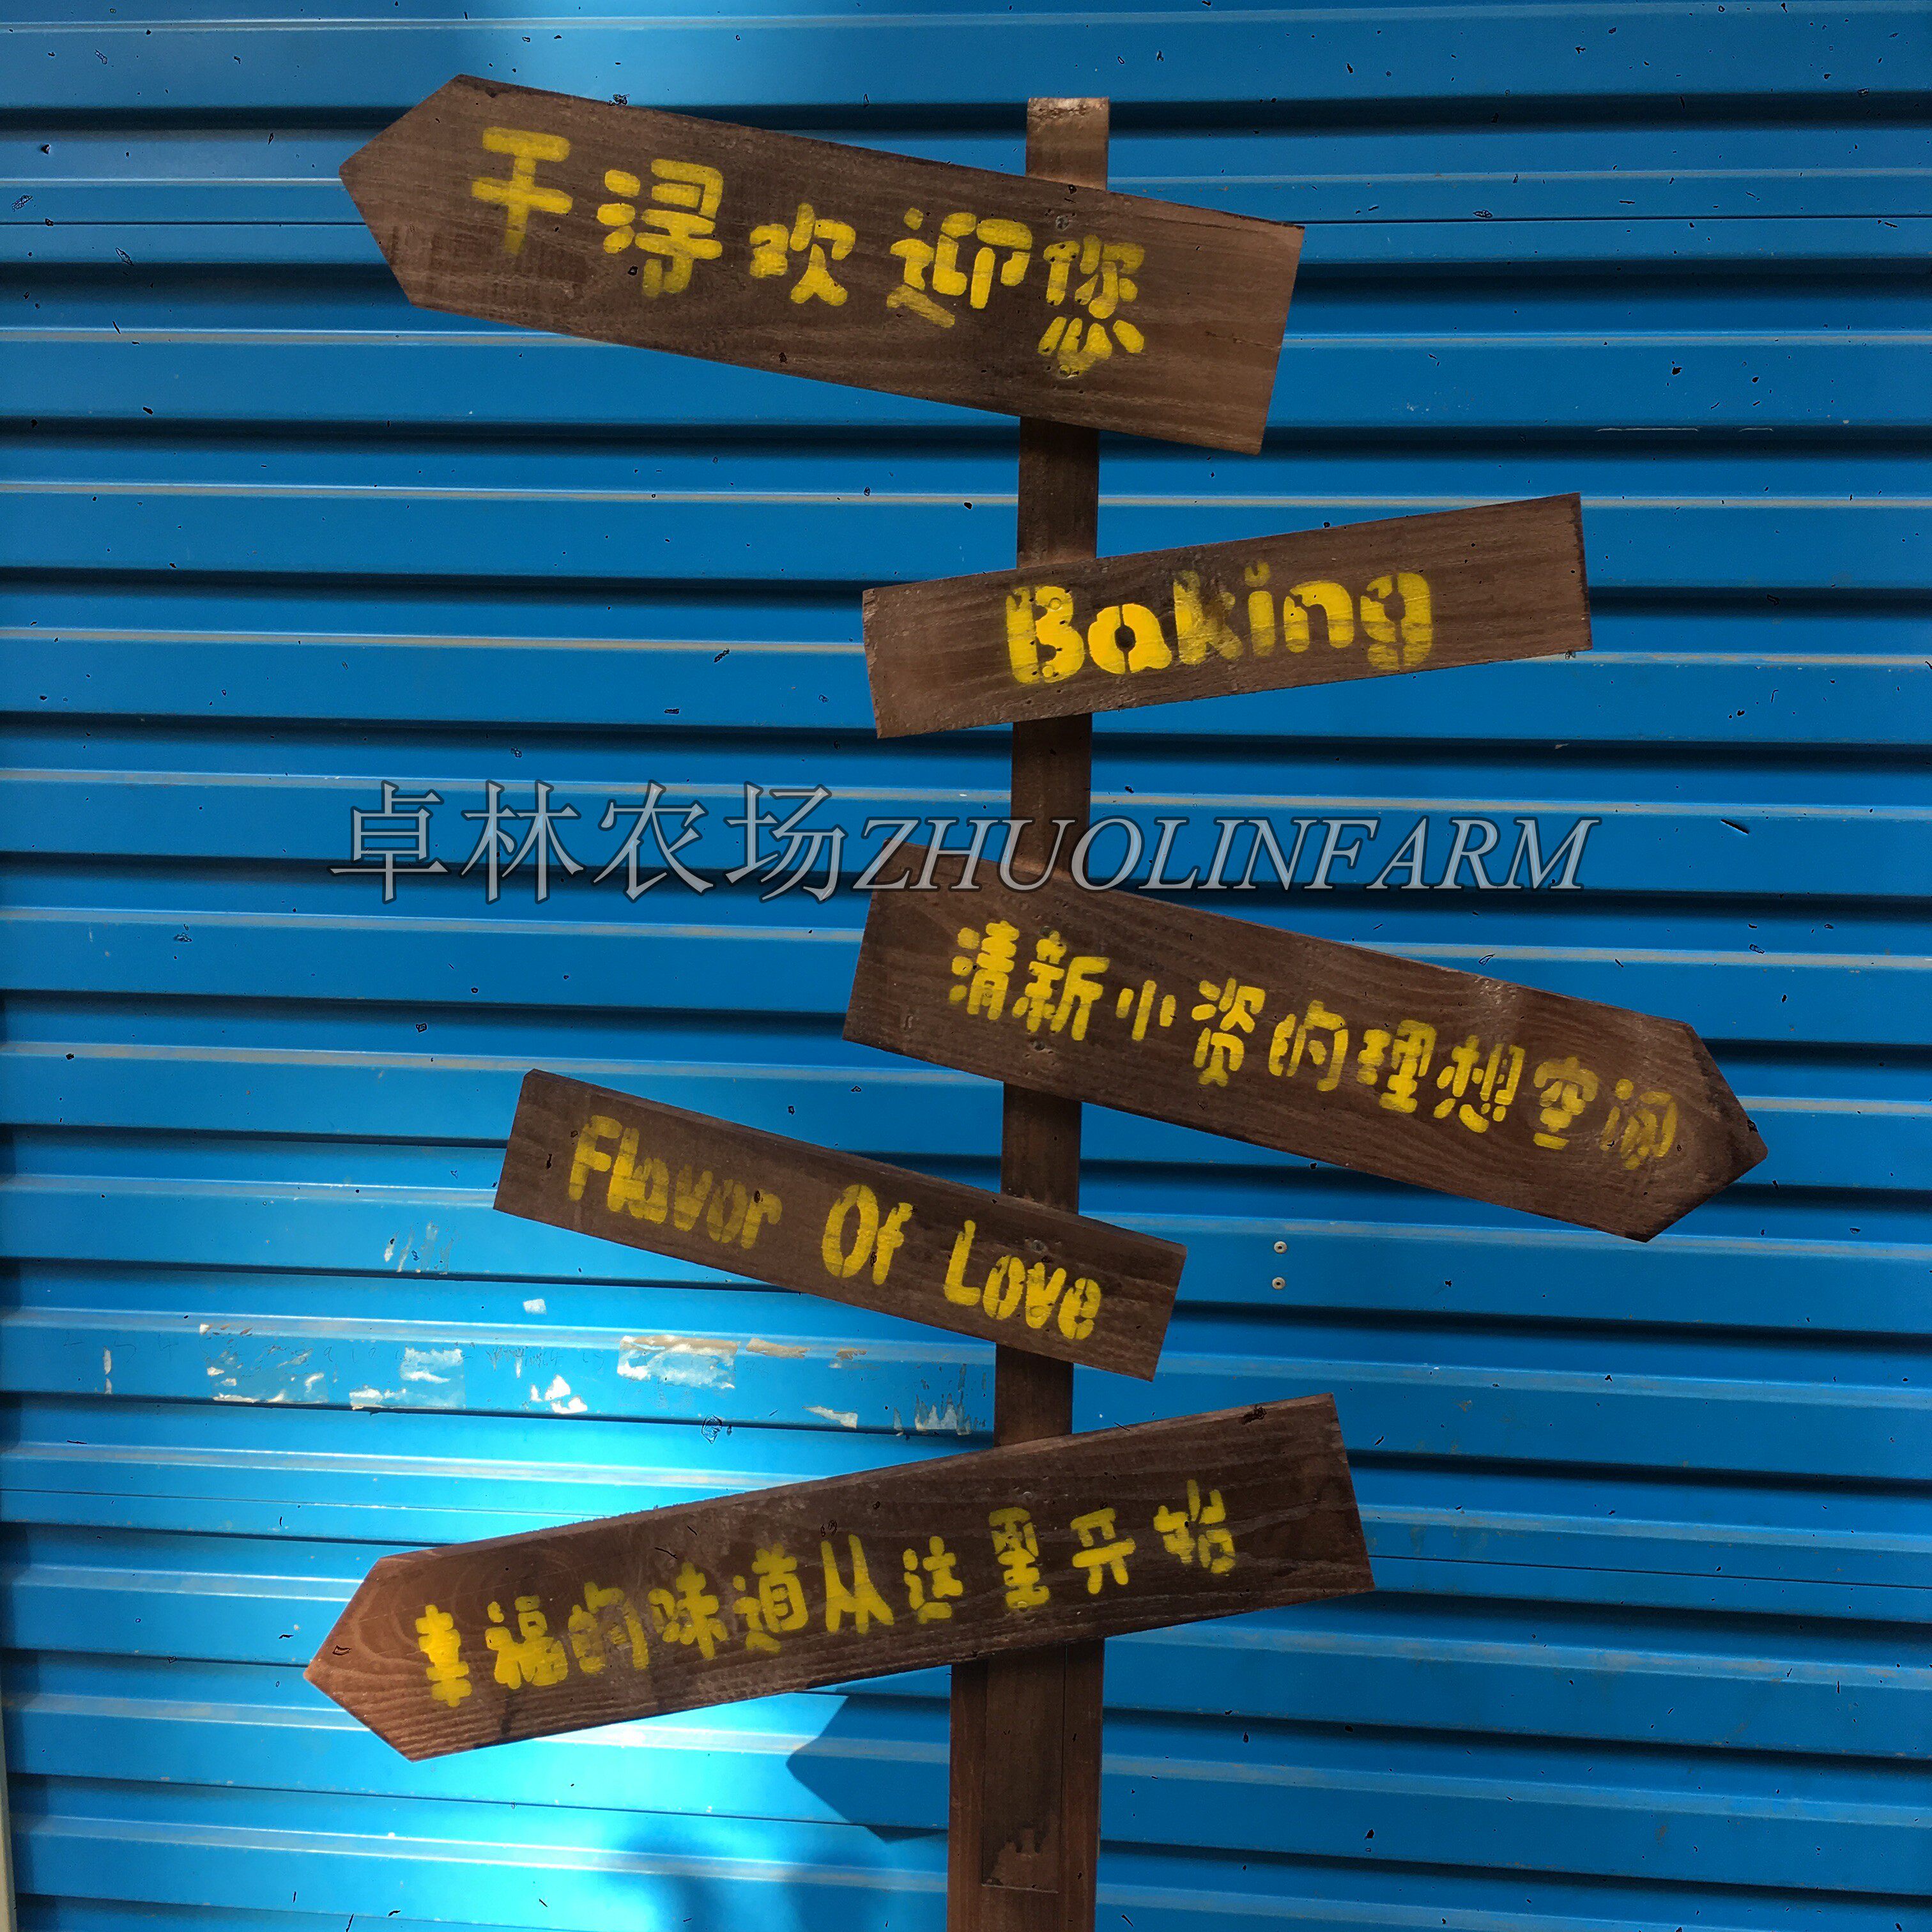 千浔欢迎您
Baking
卓林农场ZHUOLINFARM
清新小资的理想空间
Flavor Of Love
幸福的味道从这里开始